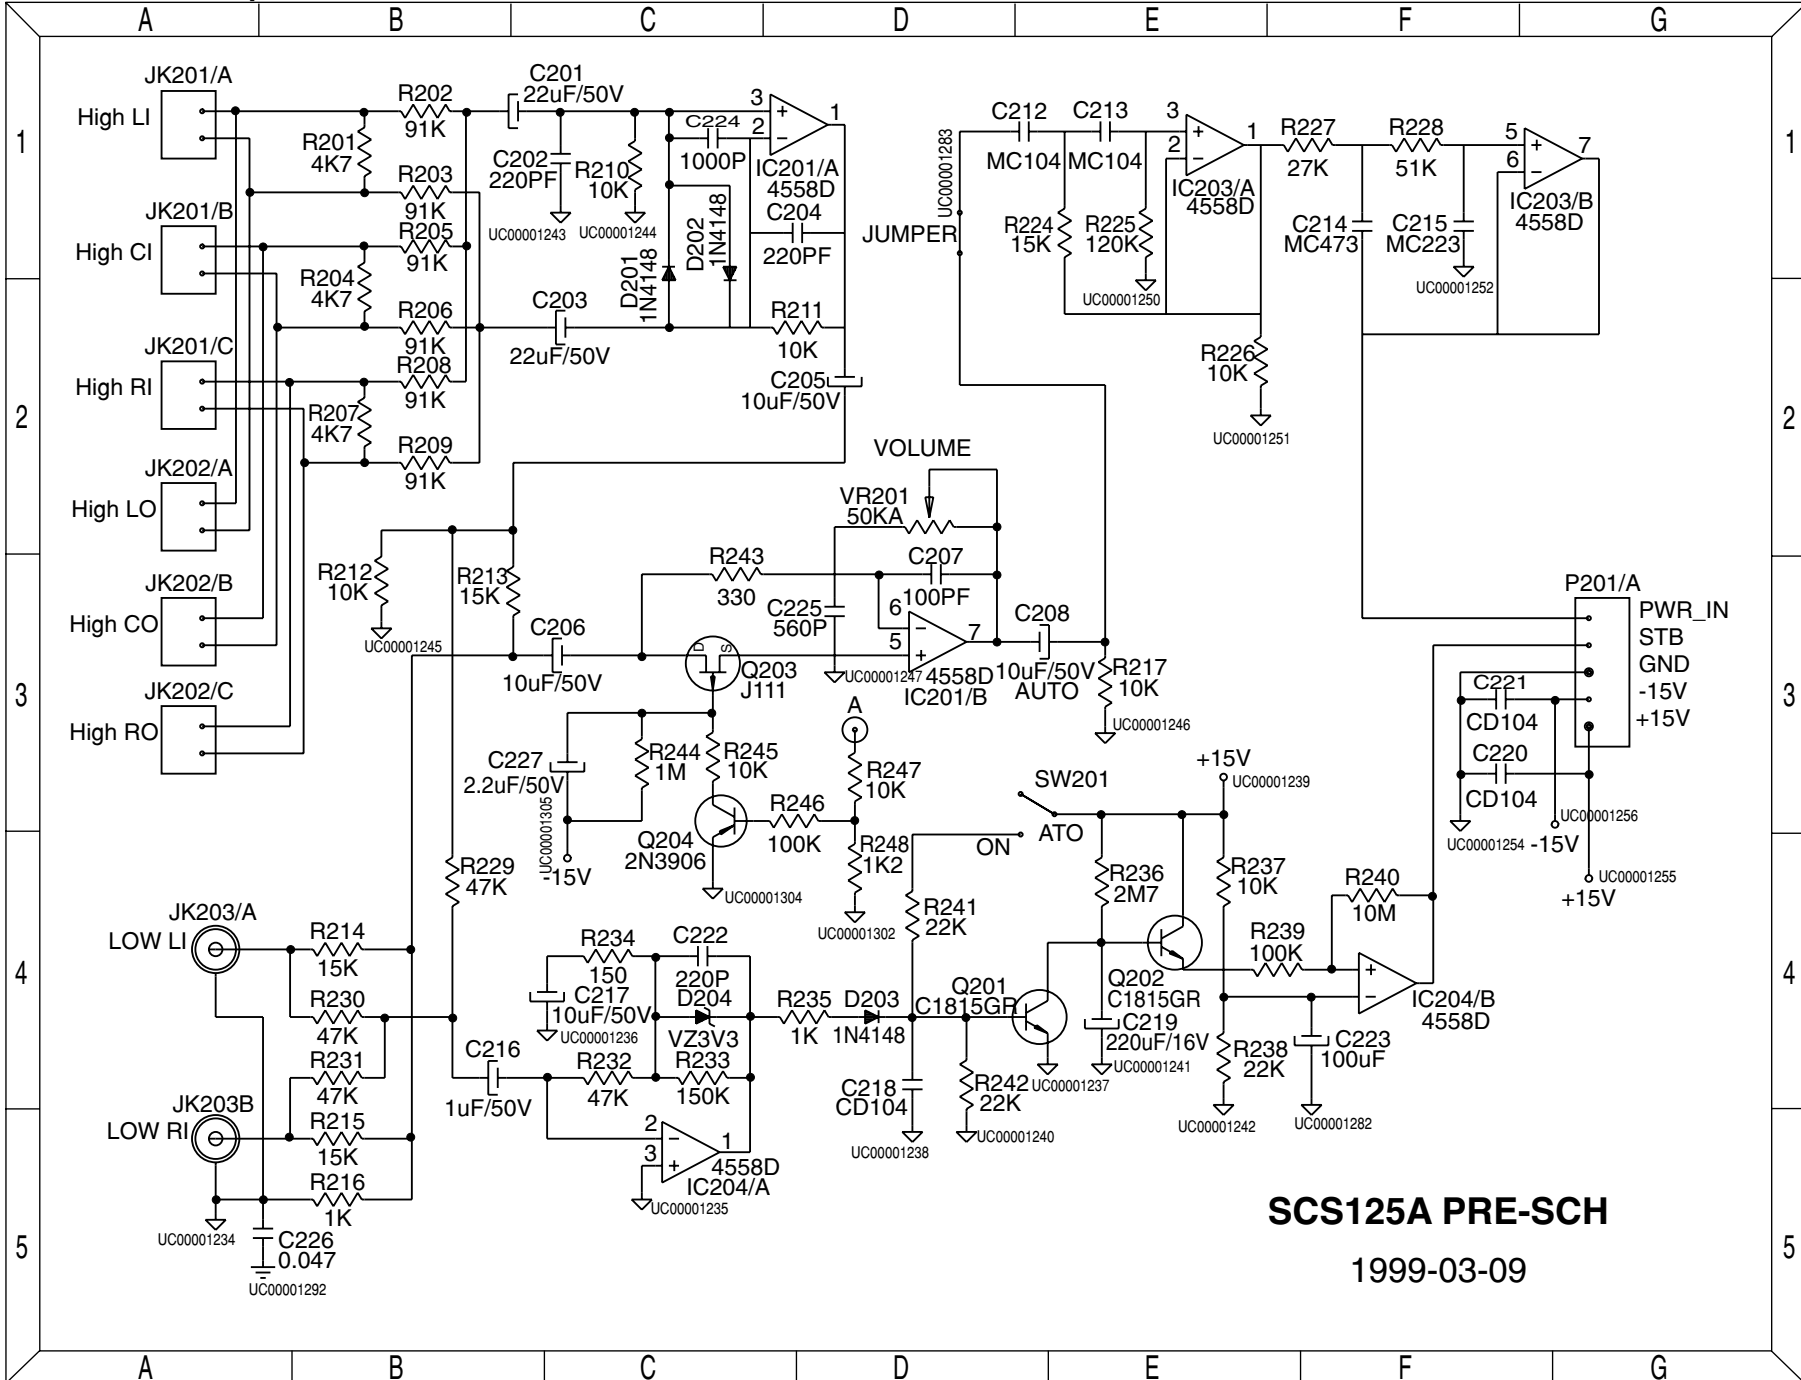 A B C D E F G
1
1
2
2
3
3
4
4
5
5
JK201/A
High LI
R202
91K
R201
4K7
R203
91K
JK201/B
High CI
R205
91K
R204
4K7
R206
91K
JK201/C
High RI
R208
91K
R207
4K7
R209
91K
JK202/A
High LO
JK202/B
High CO
JK202/C
High RO
C201
22uF/50V
C202
220PF
UC00001243
R210
10K
UC00001244
C224
1000P
3
2
1
IC201/A
4558D
C204
220PF
D201
1N4148
D202
1N4148
C203
22uF/50V
R211
10K
C205
10uF/50V
JUMPER
UC00001283
C212
MC104
C213
MC104
R224
15K
R225
120K
UC00001250
3
2
1
IC203/A
4558D
R226
10K
UC00001251
R227
27K
R228
51K
C214
MC473
C215
MC223
UC00001252
5
6
7
IC203/B
4558D
VOLUME
VR201
50KA
R212
10K
UC00001245
R213
15K
R243
330
C207
100PF
C225
560P
UC00001247
6
5
7
4558D
IC201/B
C208
10uF/50V
AUTO
R217
10K
UC00001246
C206
10uF/50V
D
S
Q203
J111
C227
2.2uF/50V
UC00001305
-15V
R244
1M
R245
10K
Q204
2N3906
UC00001304
R246
100K
A
R247
10K
R248
1K2
UC00001302
SW201
ATO
ON
+15V
UC00001239
P201/A
PWR_IN
STB
GND
-15V
+15V
C221
CD104
C220
CD104
UC00001254
-15V
UC00001256
UC00001255
+15V
R229
47K
JK203/A
LOW LI
R214
15K
R230
47K
R231
47K
JK203B
LOW RI
R215
15K
R216
1K
UC00001234
C226
0.047
UC00001292
C216
1uF/50V
R234
150
C217
10uF/50V
UC00001236
C222
220P
D204
VZ3V3
R232
47K
R233
150K
2
3
1
4558D
IC204/A
UC00001235
R235
1K
D203
1N4148
C218
CD104
UC00001238
R241
22K
R242
22K
UC00001240
Q201
C1815GR
UC00001237
R236
2M7
Q202
C1815GR
C219
220uF/16V
UC00001241
R237
10K
R238
22K
UC00001242
R239
100K
R240
10M
IC204/B
4558D
C223
100uF
UC00001282
SCS125A PRE-SCH
1999-03-09
A B C D E F G